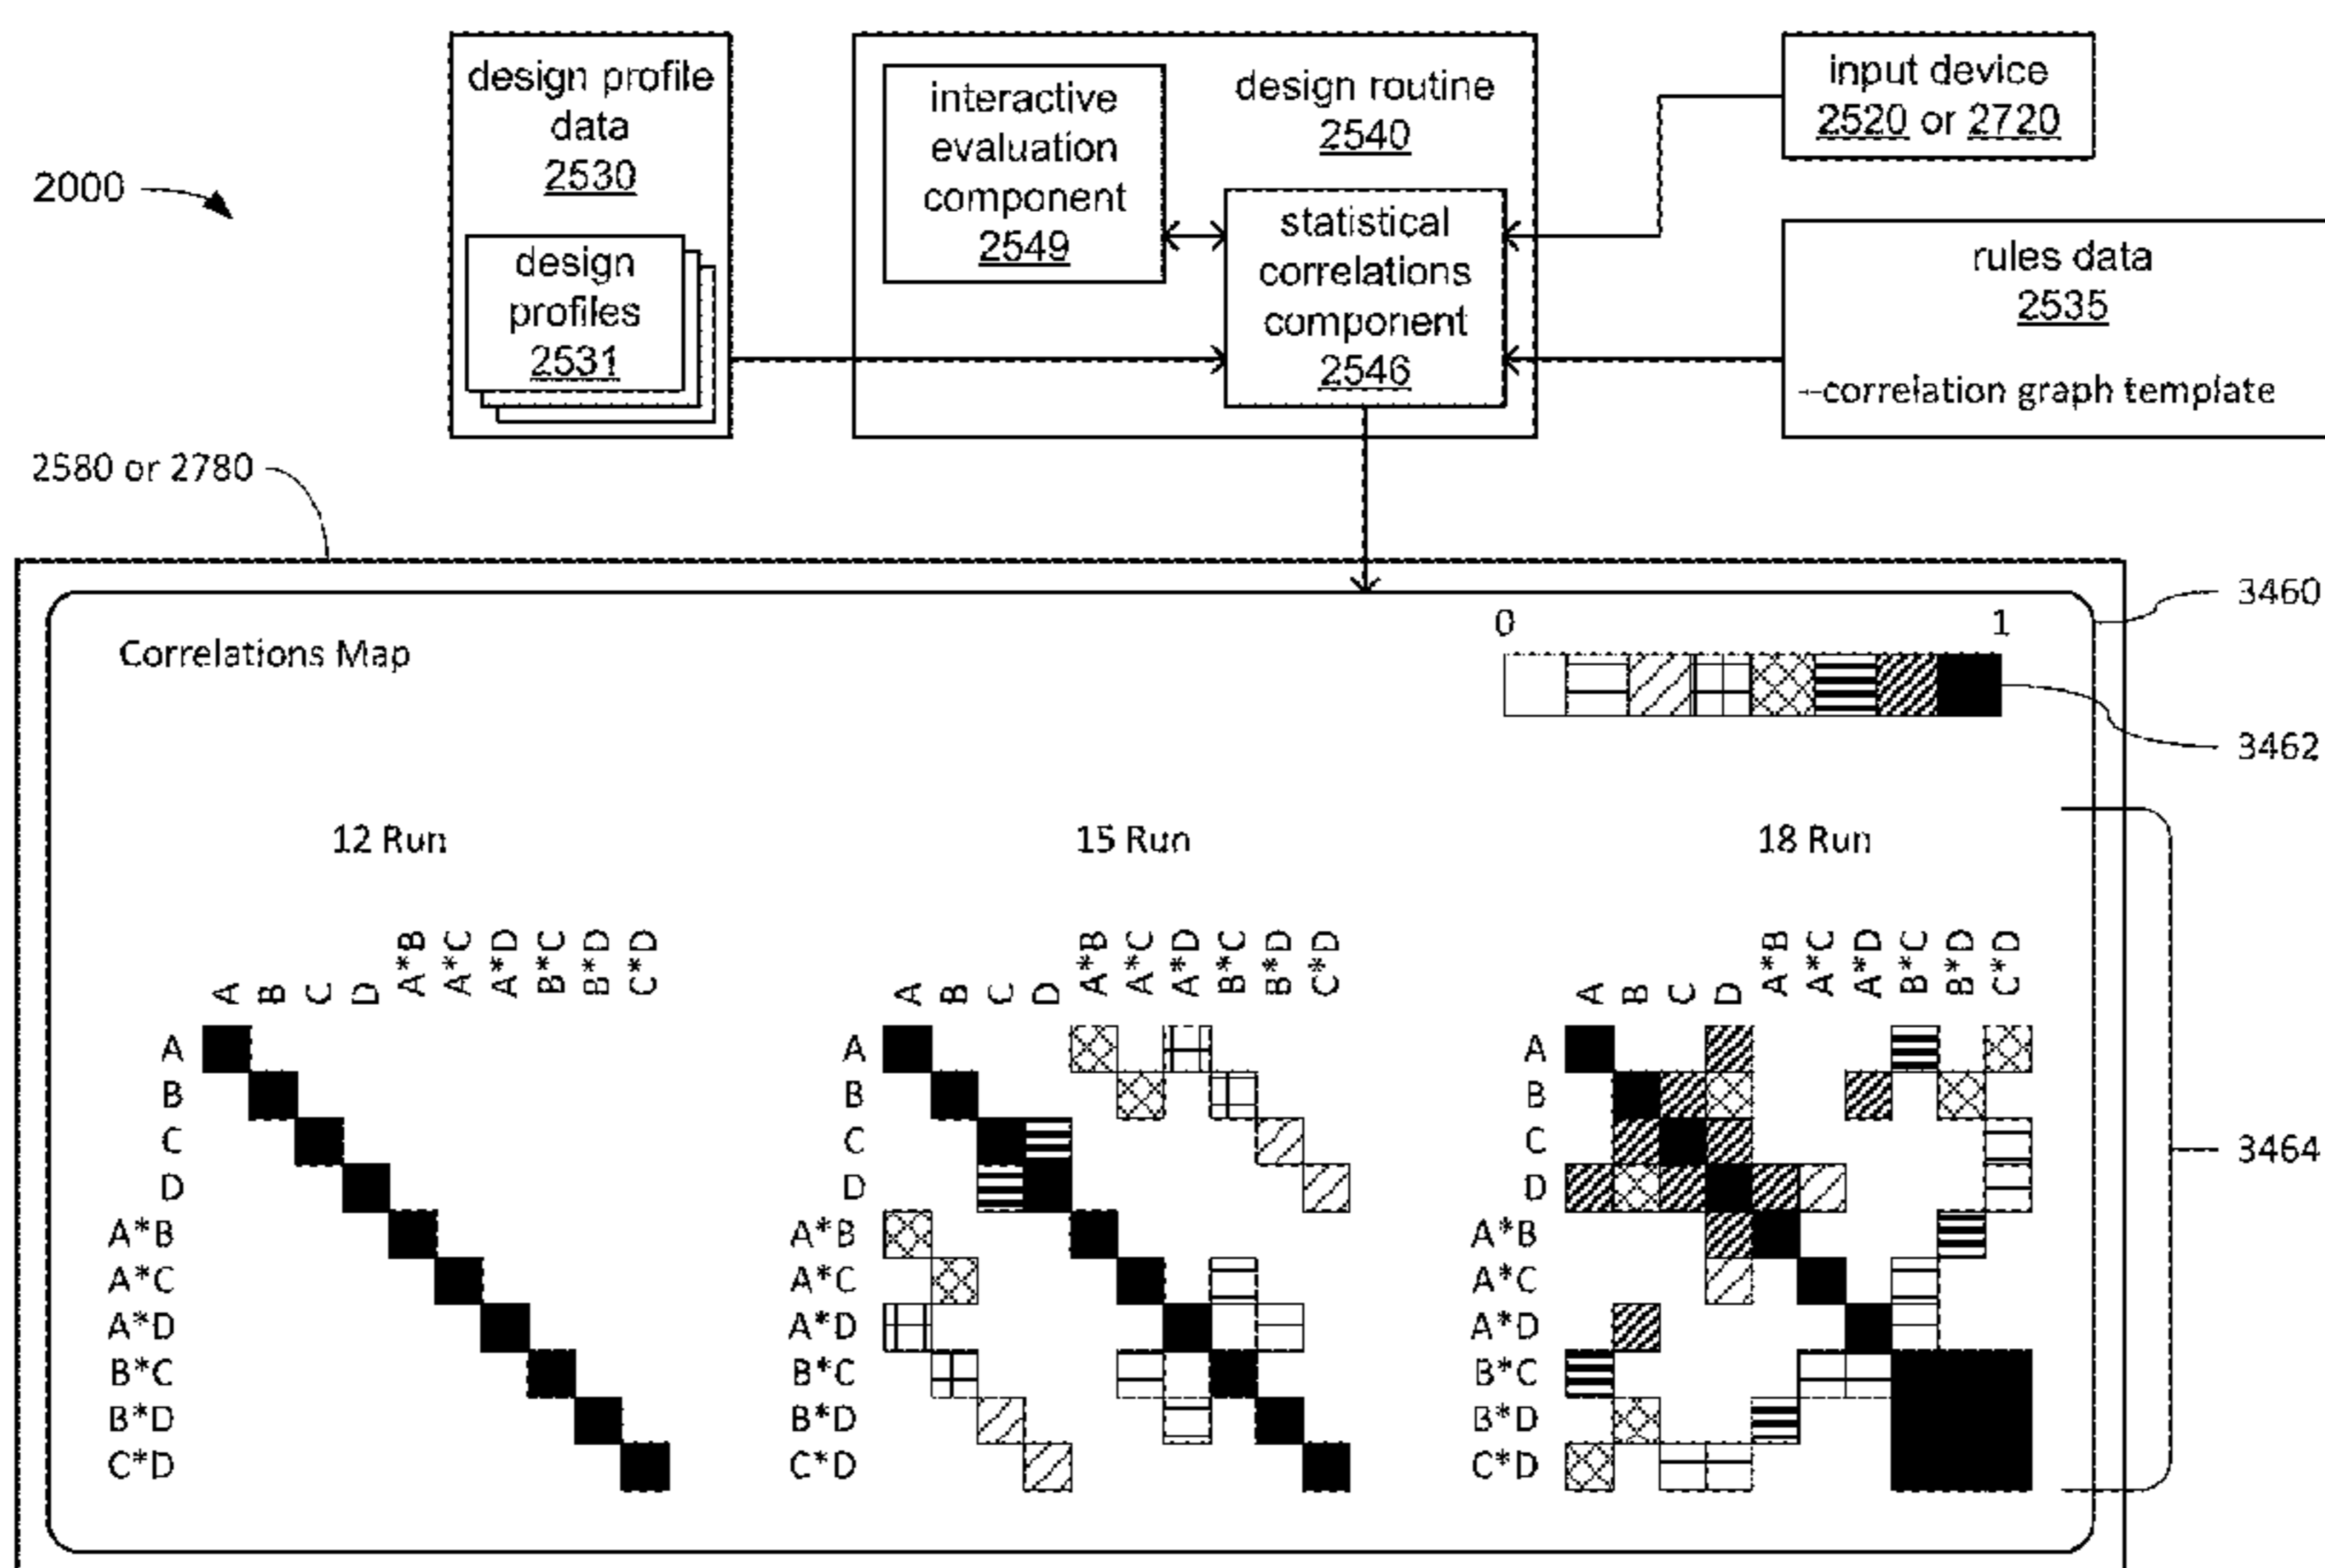 design profile
data
2530
design
profiles
2531
interactive
evaluation
component
2549
design routine
2540
statistical
correlations
component
2546
input device
2520 or 2720
rules data
2535
--correlation graph template
2000
2580 or 2780
3460
Correlations Map
0 1
3462
12 Run
15 Run
18 Run
3464
A B C D A*B A*C A*D B*C B*D C*D
A
B
C
D
A*B
A*C
A*D
B*C
B*D
C*D
A B C D A*B A*C A*D B*C B*D C*D
A
B
C
D
A*B
A*C
A*D
B*C
B*D
C*D
A B C D A*B A*C A*D B*C B*D C*D
A
B
C
D
A*B
A*C
A*D
B*C
B*D
C*D